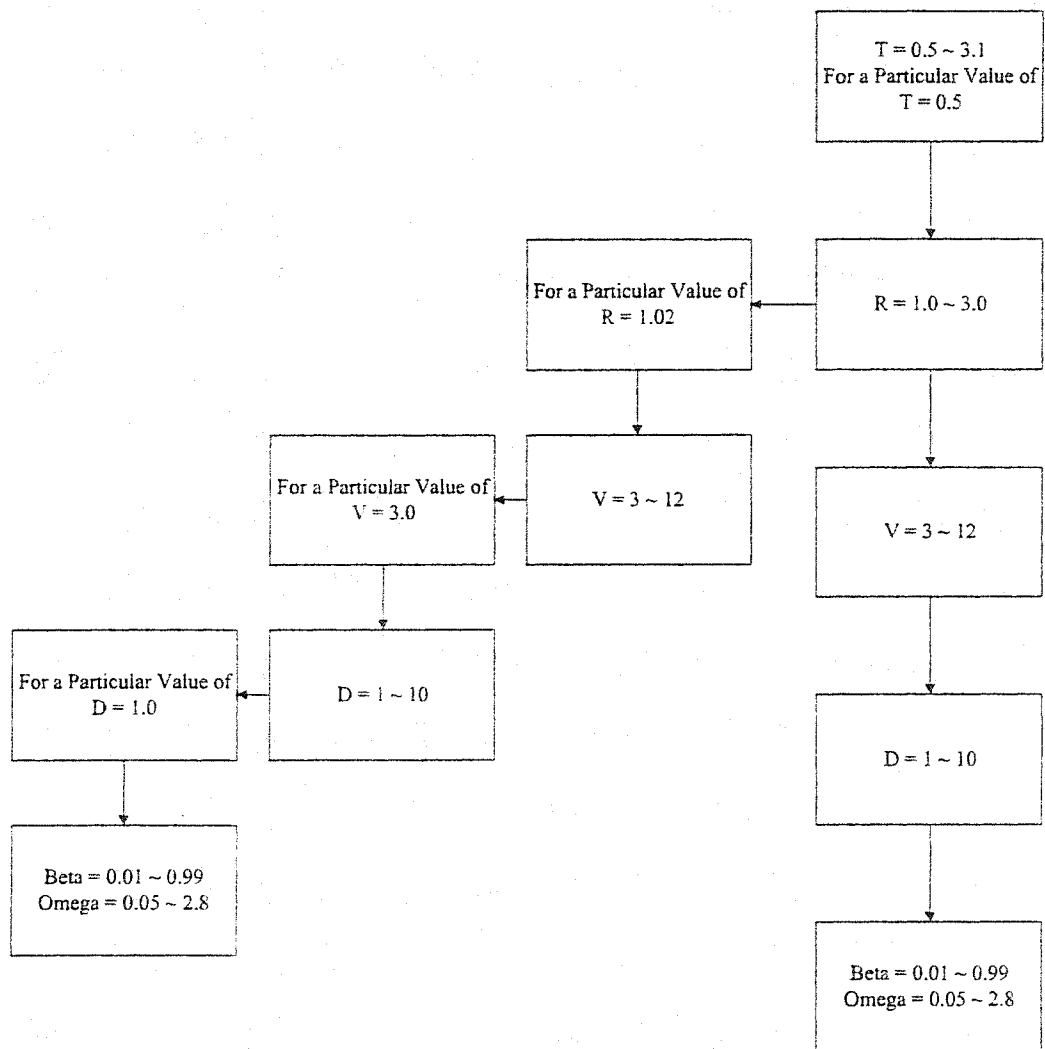 T = 0.5 ~ 3.1
For a Particular Value of
T = 0.5
For a Particular Value of
R = 1.02
R = 1.0 ~ 3.0
For a Particular Value of
V = 3.0
V = 3 ~ 12
V = 3 ~ 12
For a Particular Value of
D = 1.0
D = 1 ~ 10
D = 1 ~ 10
Beta = 0.01 ~ 0.99
Omega = 0.05 ~ 2.8
Beta = 0.01 ~ 0.99
Omega = 0.05 ~ 2.8